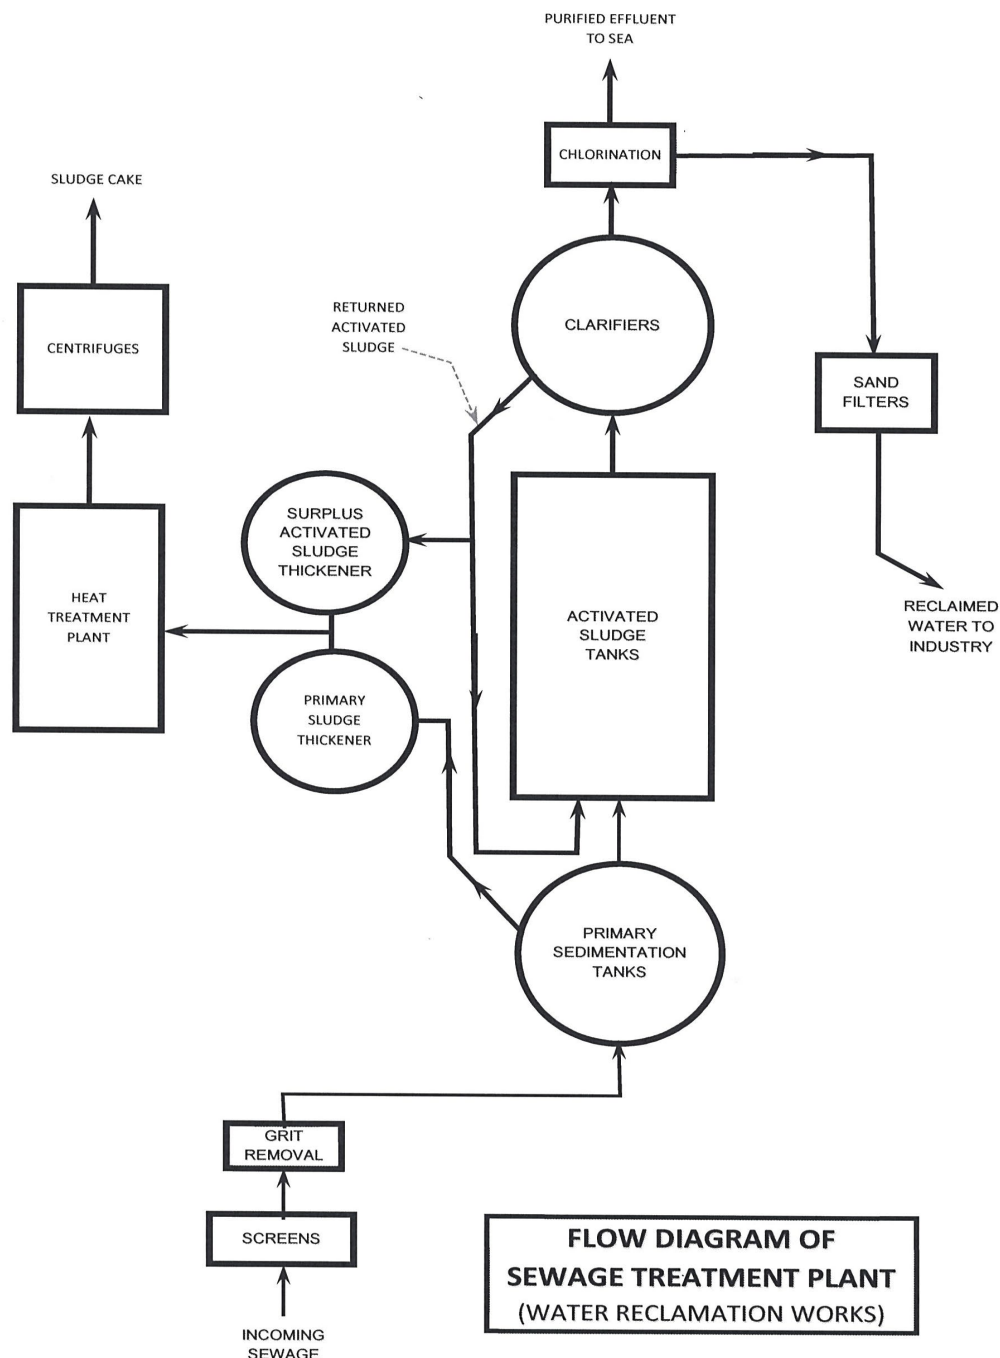 PURIFIED EFFLUENT
TO SEA
CHLORINATION
SLUDGE CAKE
CENTRIFUGES
RETURNED
ACTIVATED
SLUDGE
CLARIFIERS
SAND
FILTERS
SURPLUS
ACTIVATED
SLUDGE
THICKENER
HEAT
TREATMENT
PLANT
ACTIVATED
SLUDGE
TANKS
RECLAIMED
WATER TO
INDUSTRY
PRIMARY
SLUDGE
THICKENER
PRIMARY
SEDIMENTATION
TANKS
GRIT
REMOVAL
SCREENS
INCOMING
SEWAGE
FLOW DIAGRAM OF
SEWAGE TREATMENT PLANT
(WATER RECLAMATION WORKS)